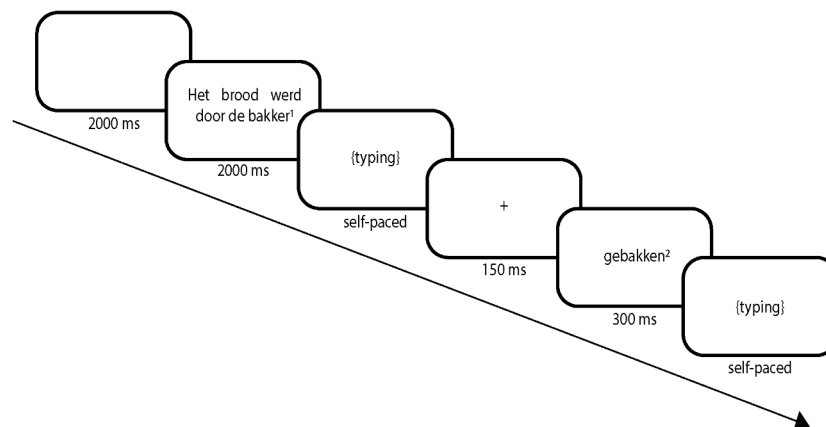 2000 ms
Het brood werd
door de bakker¹
2000 ms
{typing}
self-paced
+
150 ms
gebakken²
300 ms
{typing}
self-paced